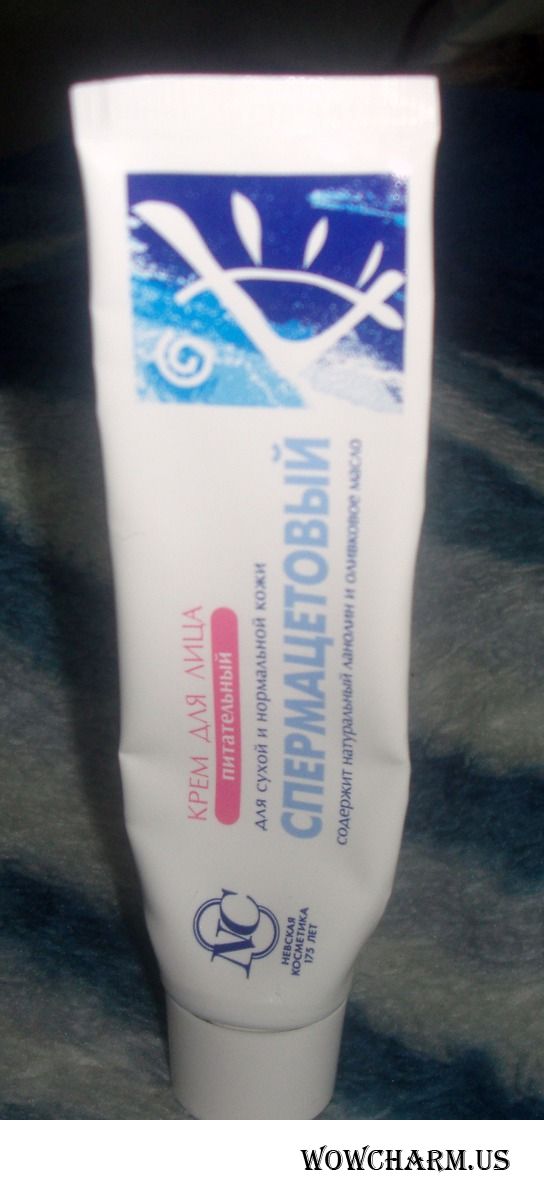 КРЕМ ДЛЯ ЛИЦА
питательный
для сухой и нормальной кожи
СПЕРМАЦЕТОВЫЙ
содержит натуральный ланолин и оливковое масло
NC
НЕВСКАЯ
КОСМЕТИКА
175 ЛЕТ
WOWCHARM.US